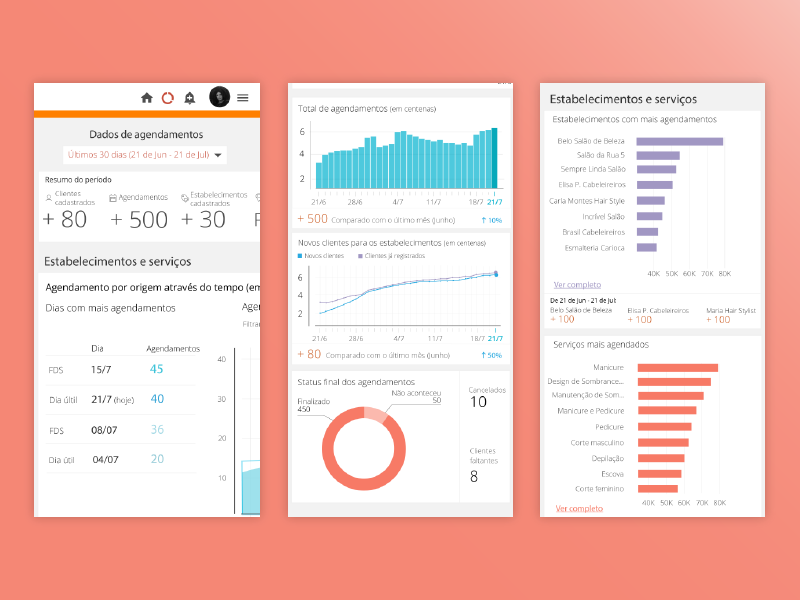 Dados de agendamentos
Últimos 30 dias (21 de Jun - 21 de Jul)
Resumo do período
Clientes cadastrados
+ 80
Agendamentos
+ 500
Estabelecimentos cadastrados
+ 30
Estabelecimentos e serviços
Agendamento por origem através do tempo (em
Dias com mais agendamentos
Dia Agendamentos
FDS 15/7 45
Dia últil 21/7 (hoje) 40
FDS 08/07 36
Dia útil 04/07 20
Filtrar
40
30
20
10
Total de agendamentos (em centenas)
6
4
2
21/6 28/6 4/7 11/7 18/7 21/7
+ 500 Comparado com o último mês (junho) 10%
Novos clientes para os estabelecimentos (em centenas)
Novos clientes Clientes já registrados
6
4
2
21/6 28/6 4/7 11/7 18/7 21/7
+ 80 Comparado com o último mês (junho) 50%
Status final dos agendamentos
Finalizado
450
Não aconteceu
50
Cancelados
10
Clientes
faltantes
8
Estabelecimentos e serviços
Estabelecimentos com mais agendamentos
Belo Salão de Beleza
Salão da Rua 5
Sempre Linda Salão
Elisa P. Cabeleireiros
Carla Montes Hair Style
Incrível Salão
Brasil Cabeleireiros
Esmalteria Carioca
40K 50K 60K 70K 80K
Ver completo
De 21 de jun - 21 de jul
Belo Salão de Beleza Elisa P. Cabeleireiros Maria Hair Stylist
+ 100 + 100 + 100
Serviços mais agendados
Manicure
Design de Sombrance...
Manutenção de Som...
Manicure e Pedicure
Pedicure
Corte masculino
Depilação
Escova
Corte feminino
40K 50K 60K 70K 80K
Ver completo